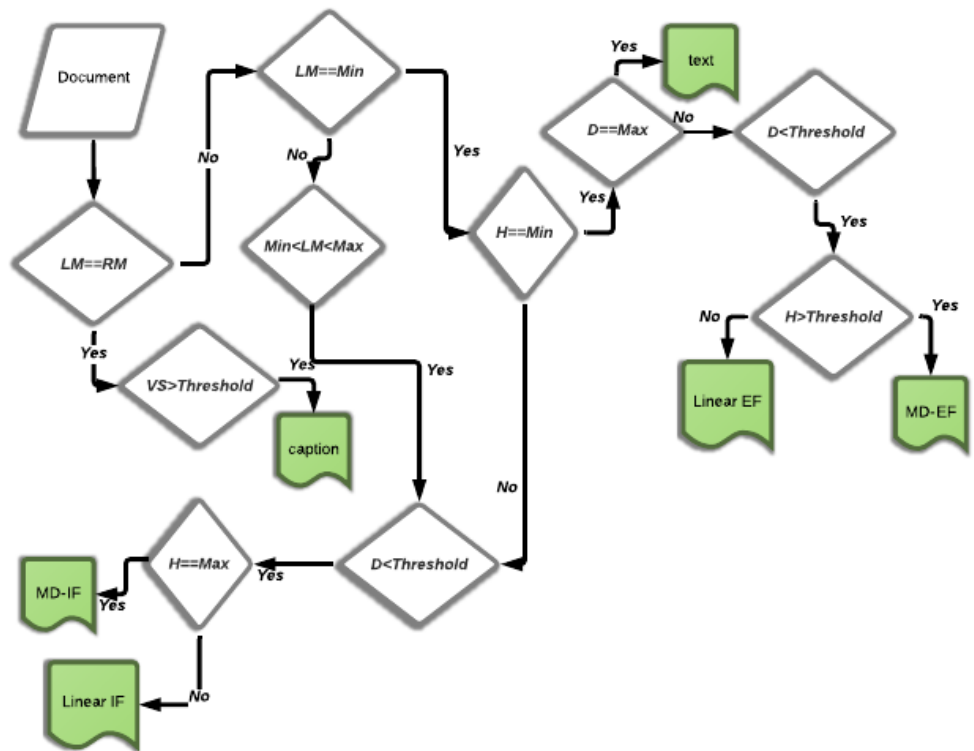 Document
LM==Min
Yes
text
D==Max
No
D<Threshold
No
No
Yes
Yes
H==Min
Yes
Min<LM<Max
LM==RM
H>Threshold
No
Yes
Yes
VS>Threshold
Yes
Yes
Linear EF
MD-EF
caption
No
H==Max
D<Threshold
Yes
MD-IF
Yes
Linear IF
No